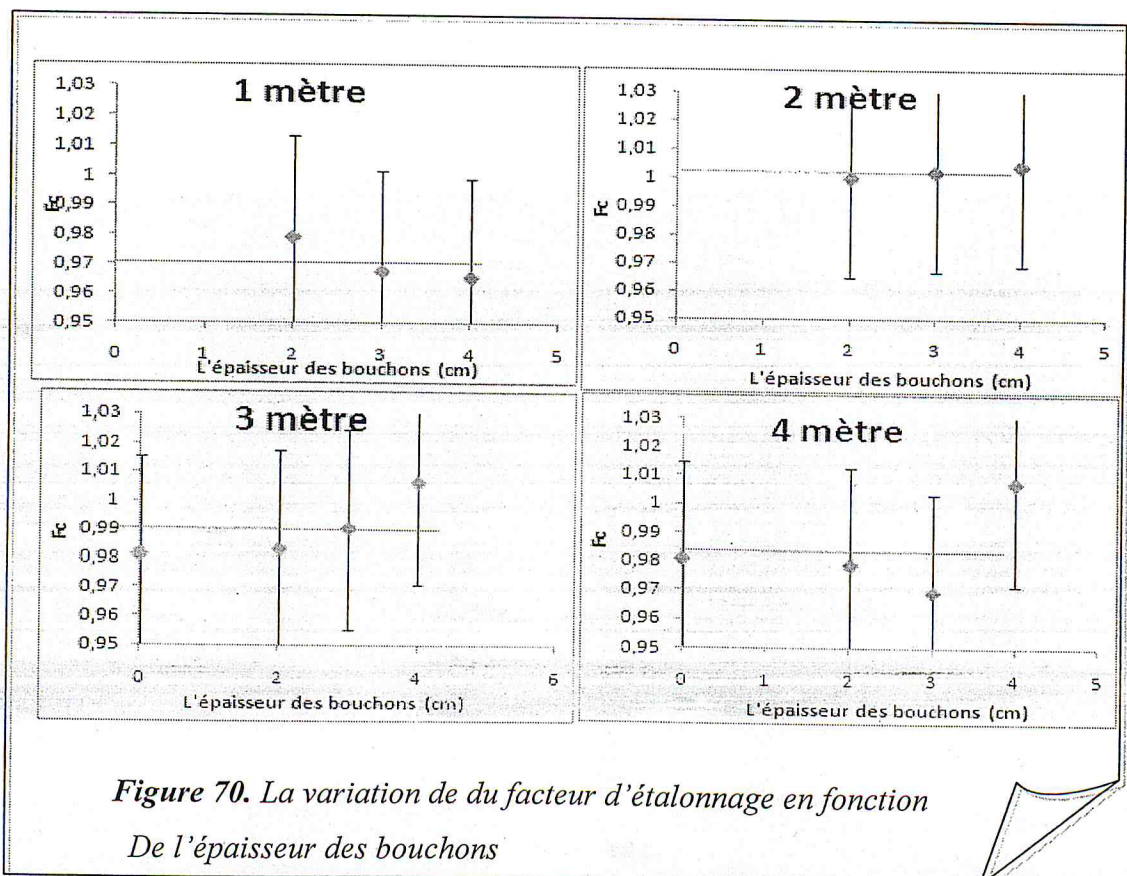 1 mètre
1,03
1,02
1,01
1
0,99
0,98
0,97
0,96
0,95
Fc
0 1 2 3 4 5
L'épaisseur des bouchons (cm)
2 mètre
1,03
1,02
1,01
1
0,99
0,98
0,97
0,96
0,95
Fc
0 1 2 3 4 5
L'épaisseur des bouchons (cm)
3 mètre
1,03
1,02
1,01
1
0,99
0,98
0,97
0,96
0,95
Fc
0 2 4 6
L'épaisseur des bouchons (cm)
4 mètre
1,03
1,02
1,01
1
0,99
0,98
0,97
0,96
0,95
Fc
0 1 2 3 4 5
L'épaisseur des bouchons (cm)
Figure 70. La variation de du facteur d'étalonnage en fonction
De l'épaisseur des bouchons